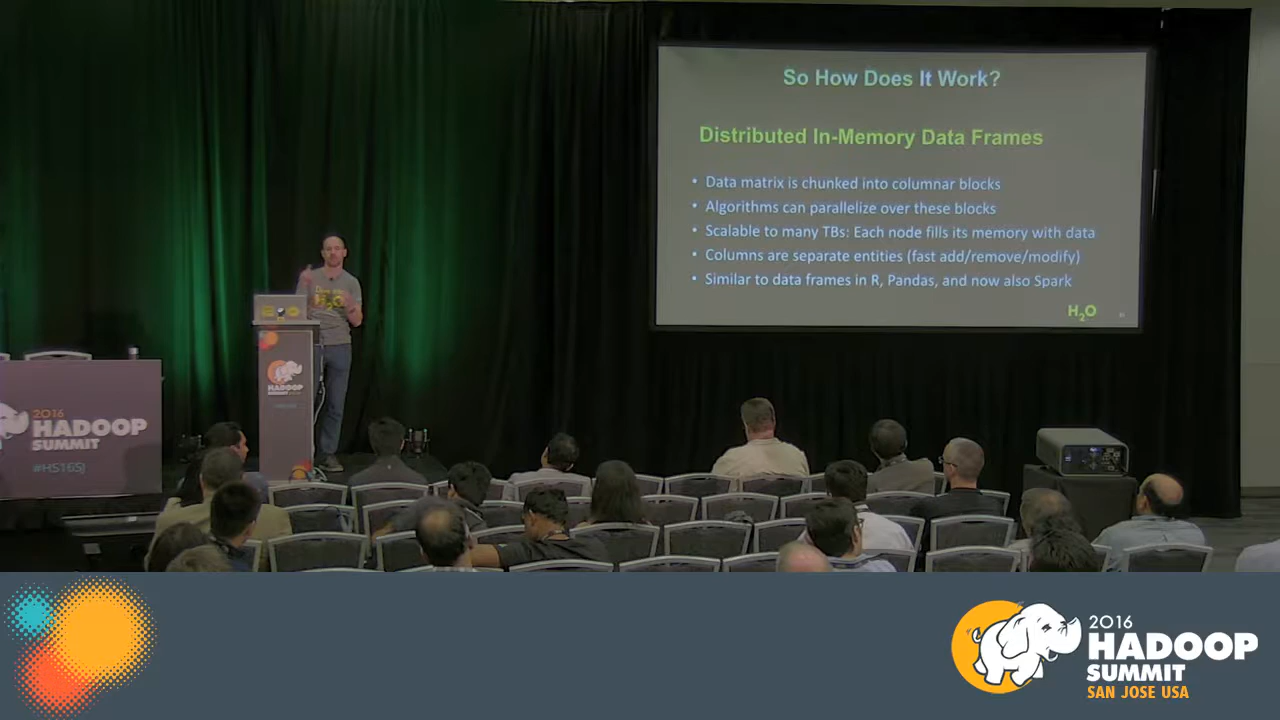 So How Does It Work?
Distributed In-Memory Data Frames
• Data matrix is chunked into columnar blocks
• Algorithms can parallelize over these blocks
• Scalable to many TBs: Each node fills its memory with data
• Columns are separate entities (fast add/remove/modify)
• Similar to data frames in R, Pandas, and now also Spark
H2O
H2O
HADOOP
SUMMIT
2016
HADOOP
SUMMIT
#HS16SJ
2016
HADOOP
SUMMIT
SAN JOSE USA